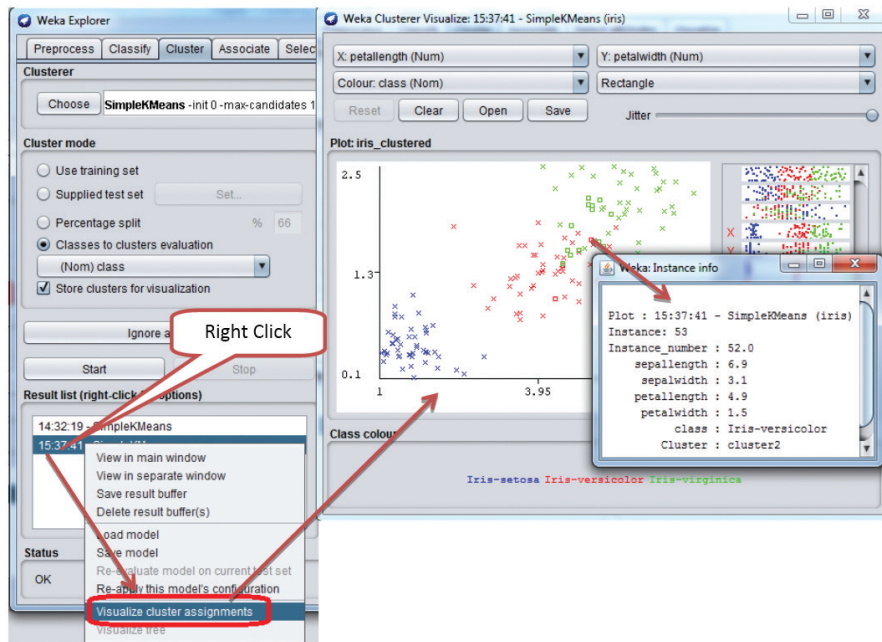 Weka Explorer
Preprocess Classify Cluster Associate Selec
Clusterer
Choose SimpleKMeans -init 0 -max-candidates 1
Cluster mode
Use training set
Supplied test set Set...
Percentage split % 66
Classes to clusters evaluation
(Nom) class
Store clusters for visualization
Ignore a
Right Click
Start Stop
Result list (right-click options)
14:32:19 - SimpleKMeans
15:37:41
View in main window
View in separate window
Save result buffer
Delete result buffer(s)
Load model
Save model
Re-evaluate model on current test set
Re-apply this model's configuration
Visualize cluster assignments
Visualize tree
Status
OK
Weka Clusterer Visualize: 15:37:41 - SimpleKMeans (iris)
X: petallength (Num) Y: petalwidth (Num)
Colour: class (Nom) Rectangle
Reset Clear Open Save Jitter
Plot: iris_clustered
2.5
1.3
0.1
1 3.95
X
Y
Class colour
Iris-setosa Iris-versicolor Iris-virginica
Weka: Instance info
Plot : 15:37:41 - SimpleKMeans (iris)
Instance: 53
Instance_number : 52.0
sepallength : 6.9
sepalwidth : 3.1
petallength : 4.9
petalwidth : 1.5
class : Iris-versicolor
Cluster : cluster2